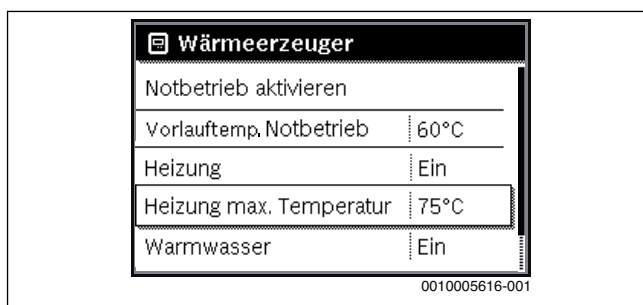 Wärmeerzeuger
Notbetrieb aktivieren
Vorlauftemp. Notbetrieb 60°C
Heizung Ein
Heizung max. Temperatur 75°C
Warmwasser Ein
0010005616-001